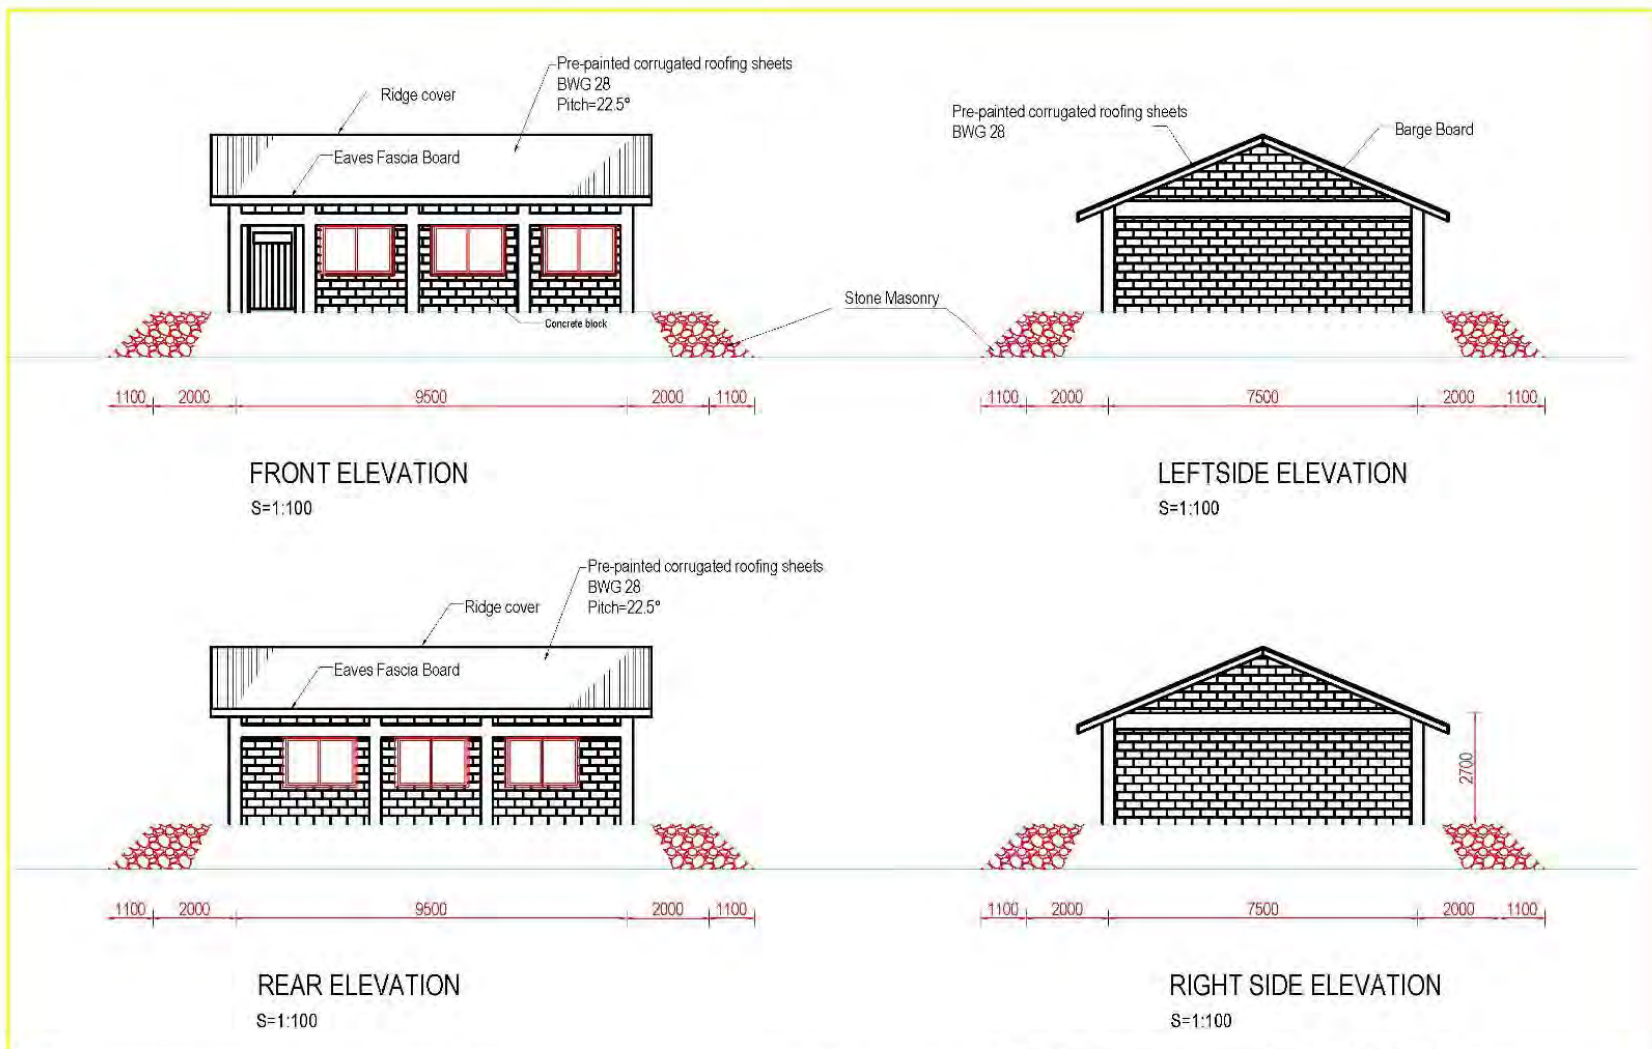 Pre-painted corrugated roofing sheets
BWG 28
Pitch=22.5°
Ridge cover
Eaves Fascia Board
Concrete block
Stone Masonry
1100 2000 9500 2000 1100
FRONT ELEVATION
S=1:100
Pre-painted corrugated roofing sheets
BWG 28
Barge Board
1100 2000 7500 2000 1100
LEFTSIDE ELEVATION
S=1:100
Pre-painted corrugated roofing sheets
BWG 28
Pitch=22.5°
Ridge cover
Eaves Fascia Board
1100 2000 9500 2000 1100
REAR ELEVATION
S=1:100
2700
1100 2000 7500 2000 1100
RIGHT SIDE ELEVATION
S=1:100